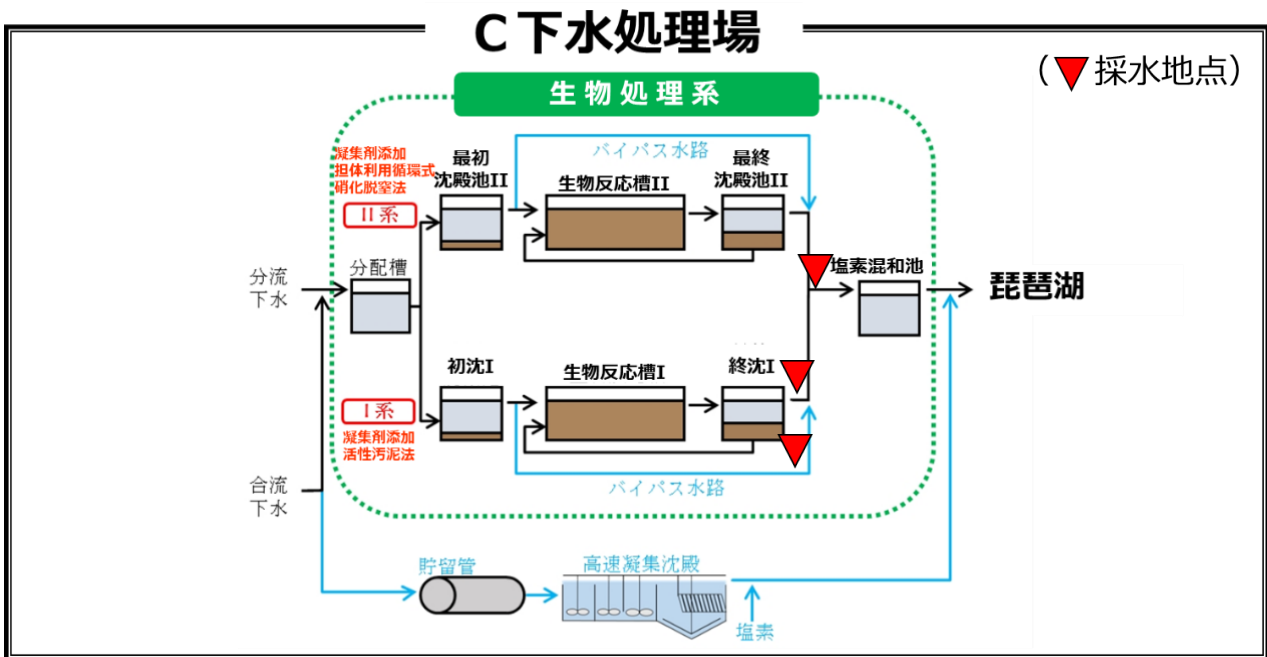 C下水処理場
(▼採水地点)
生物処理系
凝集剤添加
担体利用循環式
硝化脱窒法
II系
最初
沈殿池II
バイパス水路
生物反応槽II
最終
沈殿池II
分流
下水
分配槽
塩素混和池
琵琶湖
初沈I
生物反応槽I
終沈I
I系
凝集剤添加
活性汚泥法
バイパス水路
合流
下水
貯留管
高速凝集沈殿
塩素